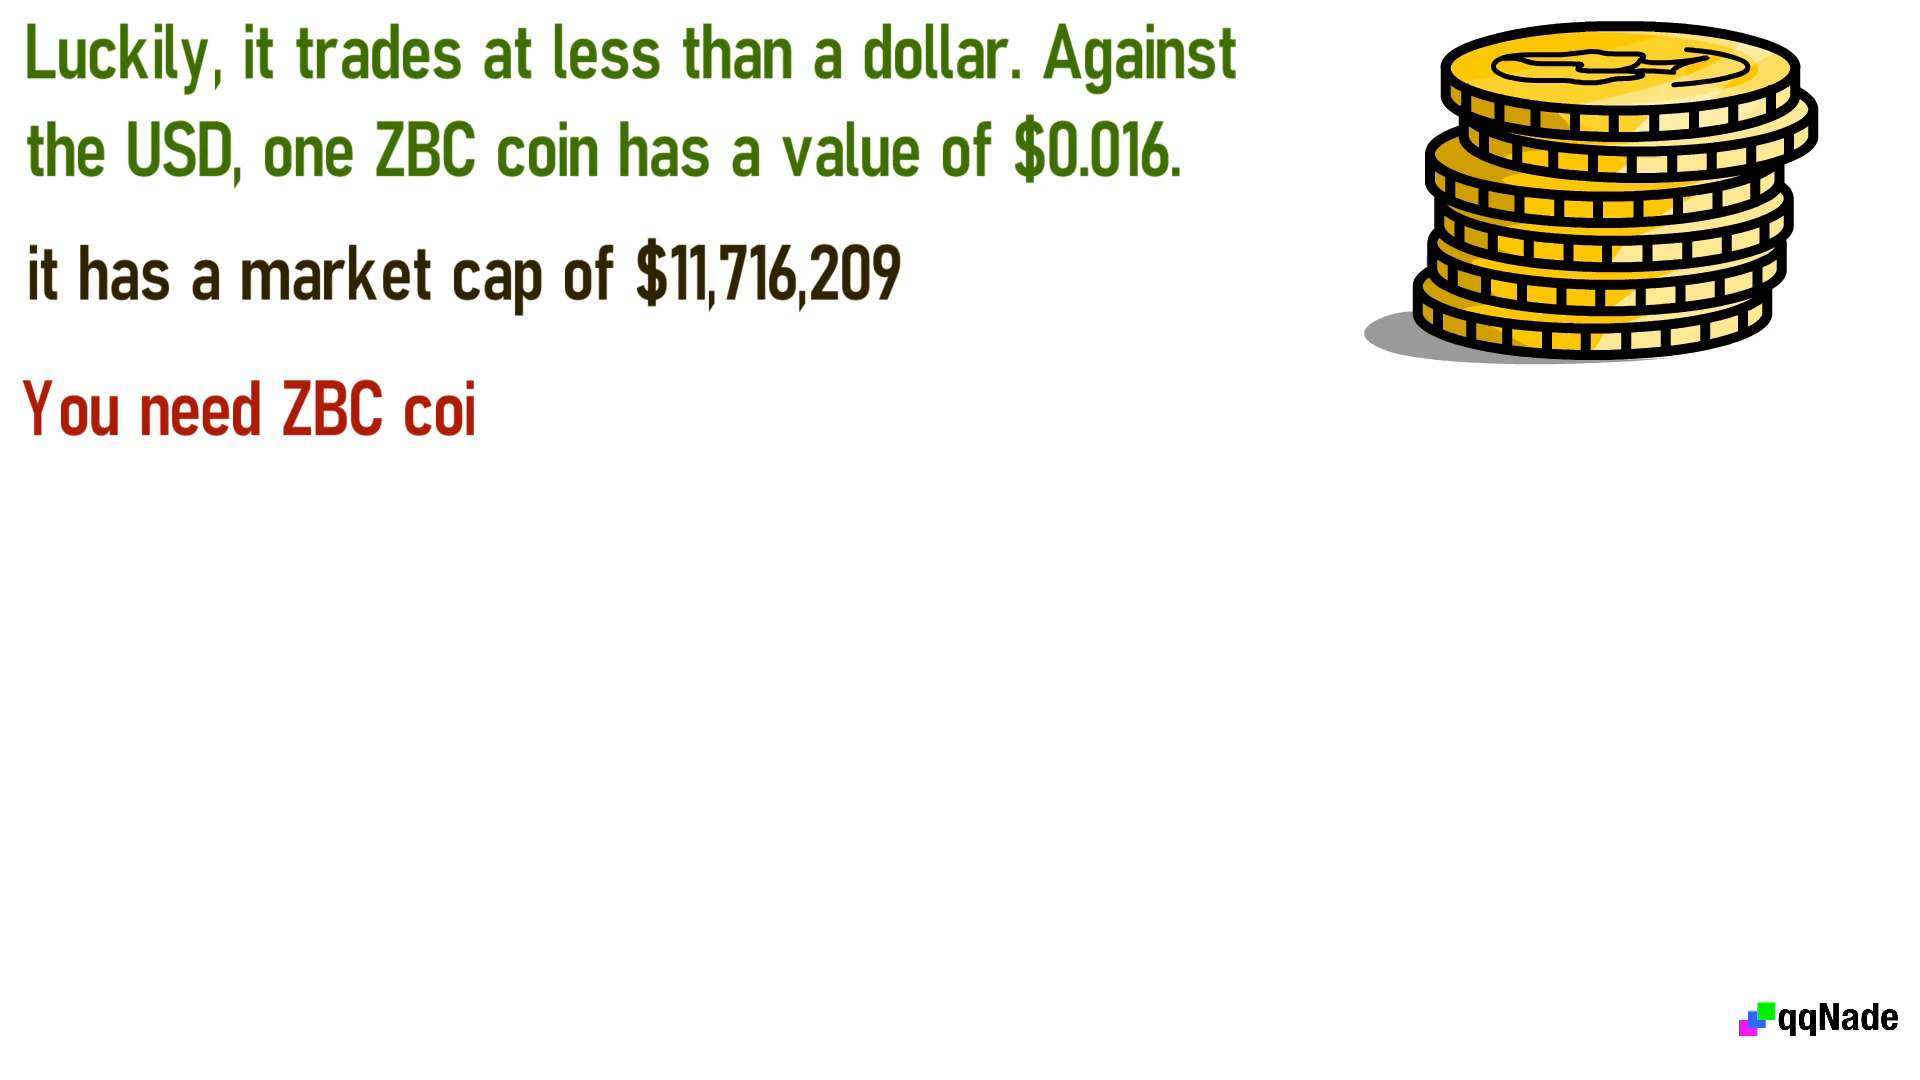 Luckily, it trades at less than a dollar. Against
the USD, one ZBC coin has a value of $0.016.
it has a market cap of $11,716,209
You need ZBC coi
qqNade